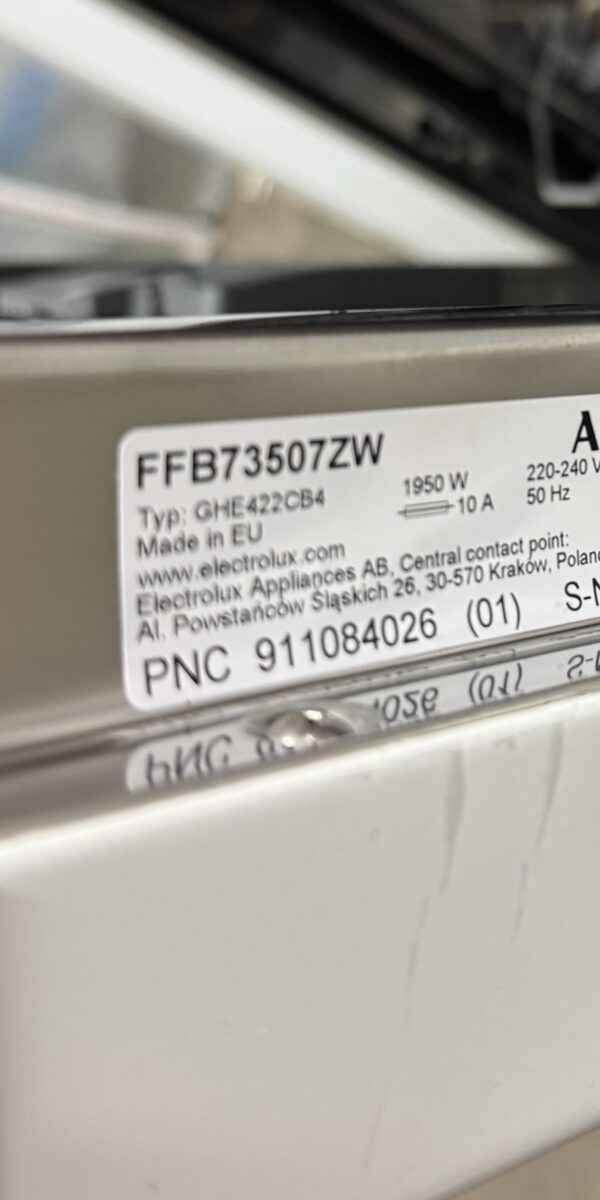 FFB73507ZW
Typ: GHE422CB4
Made in EU
1950 W
10 A
220-240 V
50 Hz
www.electrolux.com
Electrolux Appliances AB, Central contact point:
Al. Powstańców Śląskich 26, 30-570 Kraków, Poland
PNC 911084026 (01)